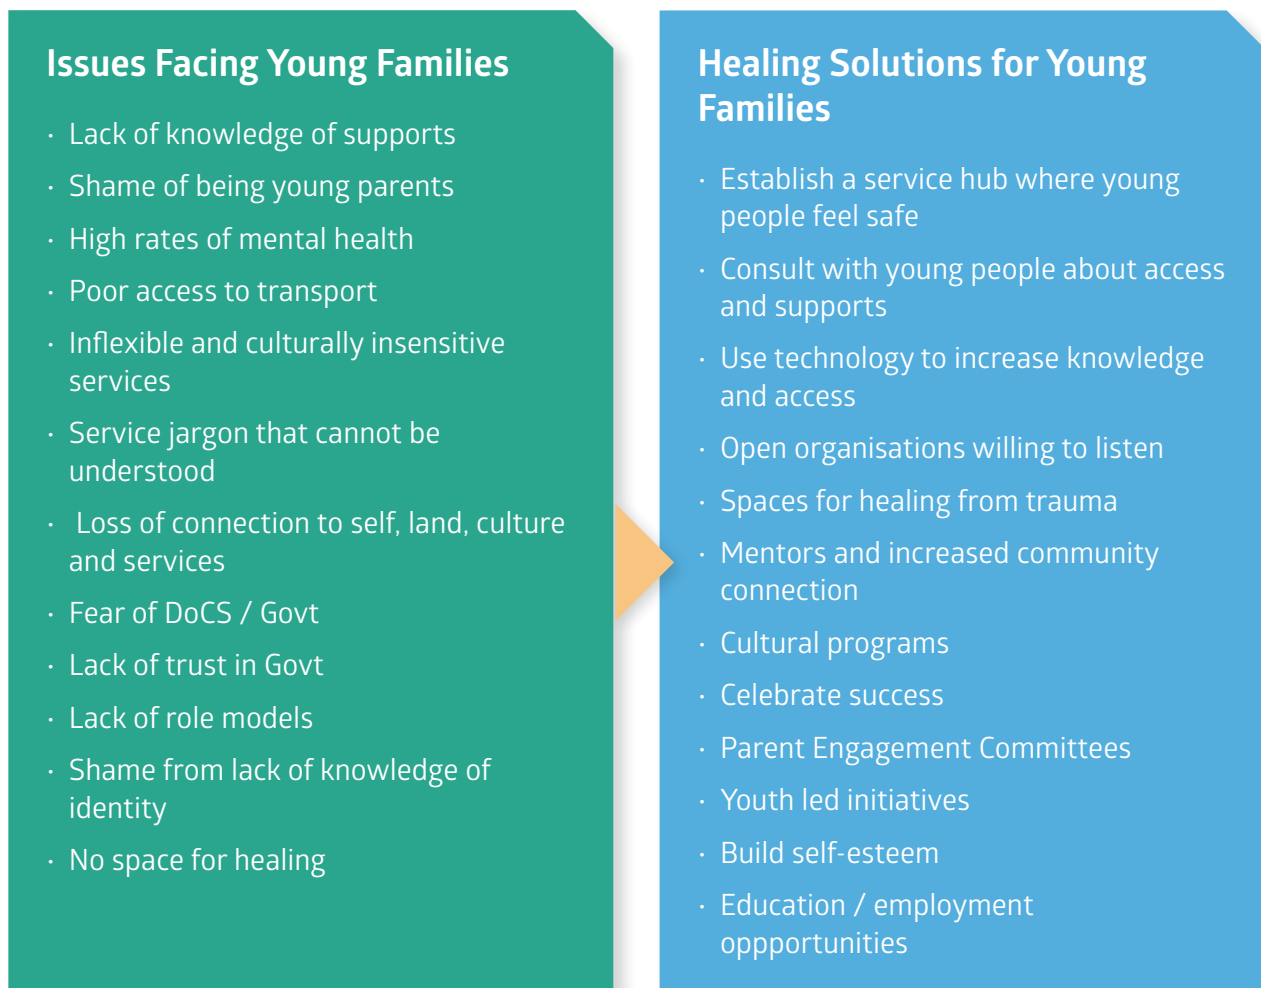 Issues Facing Young Families
· Lack of knowledge of supports
· Shame of being young parents
· High rates of mental health
· Poor access to transport
· Inflexible and culturally insensitive
services
· Service jargon that cannot be
understood
· Loss of connection to self, land, culture
and services
· Fear of DoCS / Govt
· Lack of trust in Govt
· Lack of role models
· Shame from lack of knowledge of
identity
· No space for healing
Healing Solutions for Young
Families
· Establish a service hub where young
people feel safe
· Consult with young people about access
and supports
· Use technology to increase knowledge
and access
· Open organisations willing to listen
· Spaces for healing from trauma
· Mentors and increased community
connection
· Cultural programs
· Celebrate success
· Parent Engagement Committees
· Youth led initiatives
· Build self-esteem
· Education / employment
oppportunities